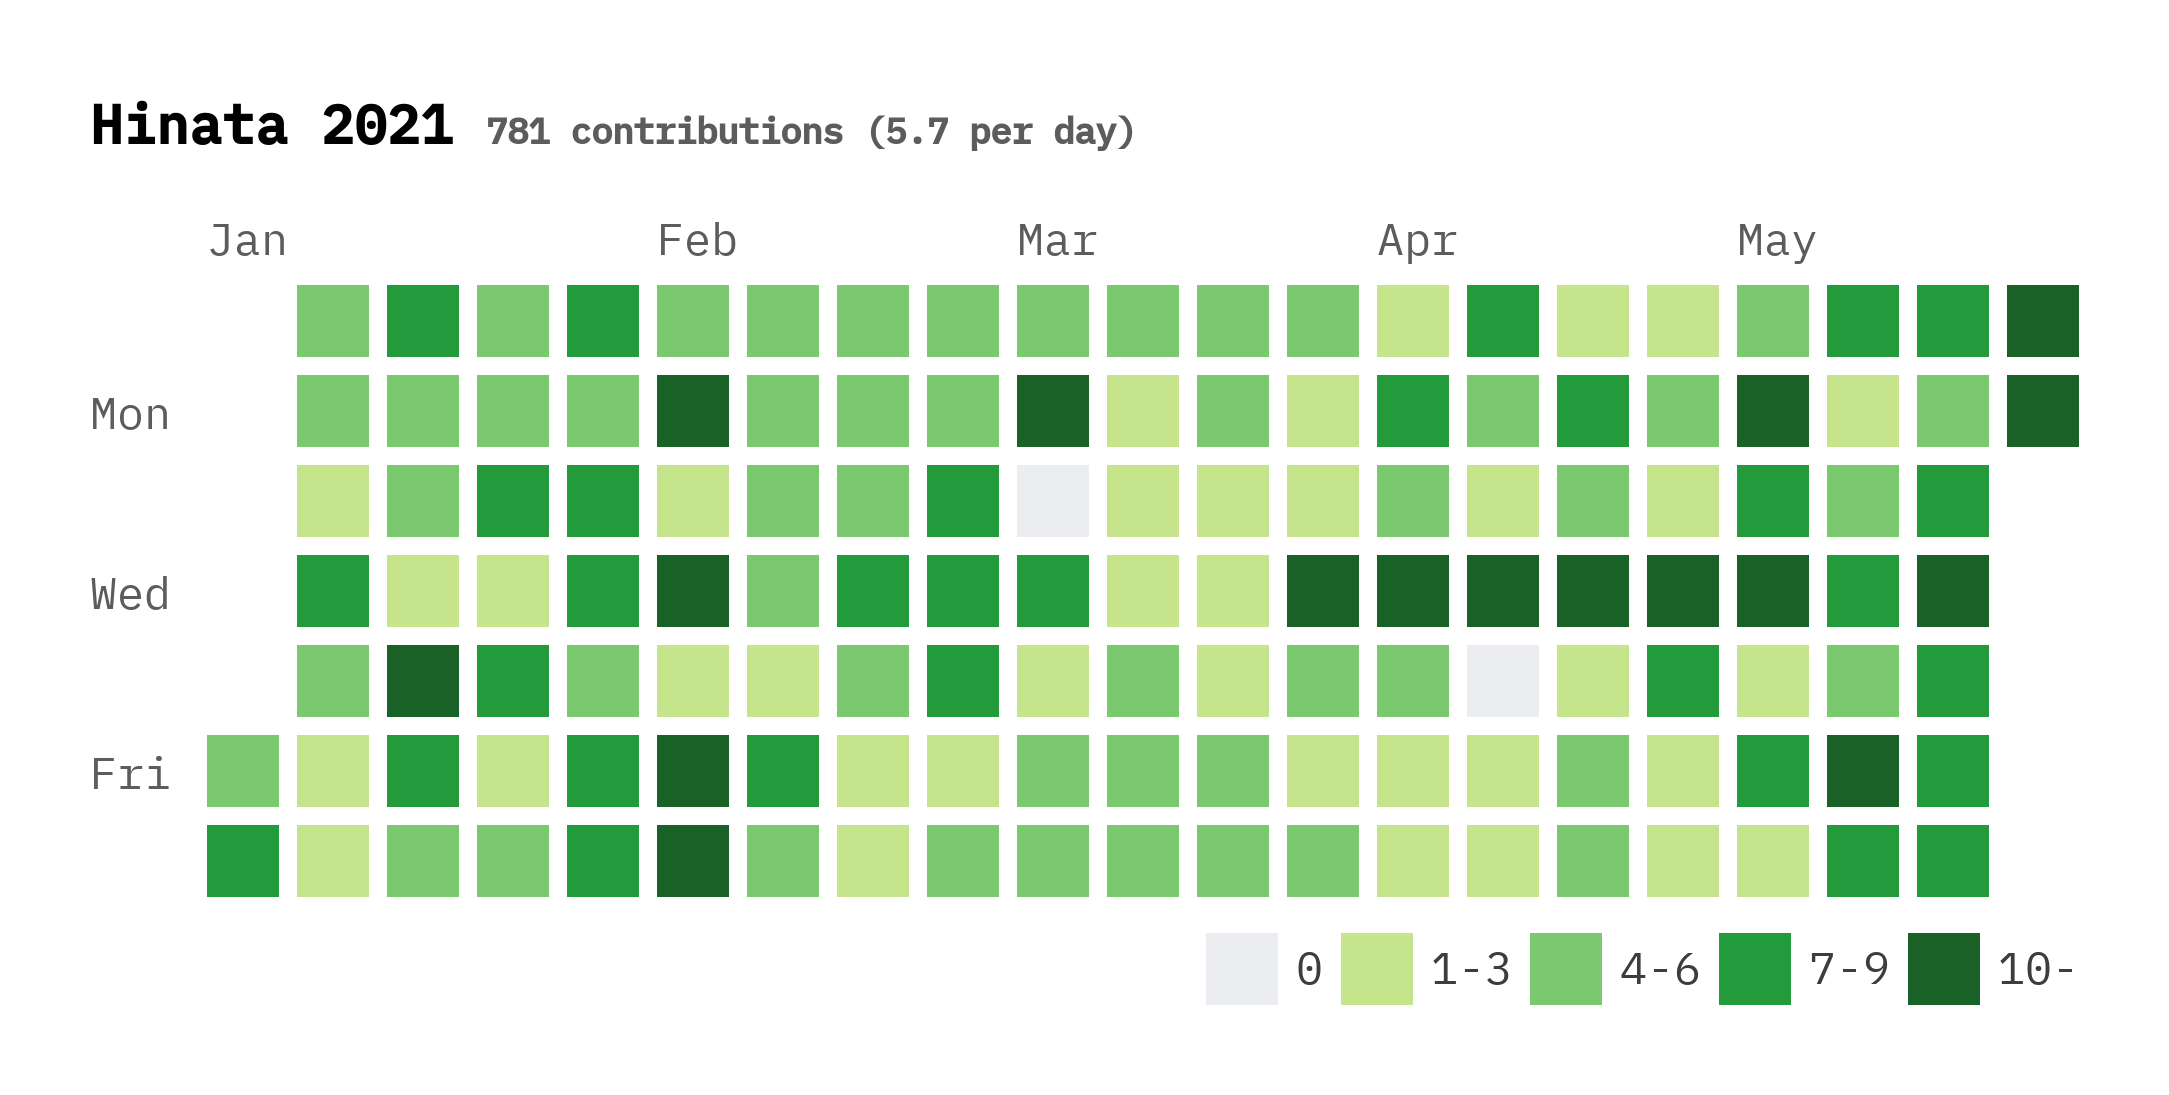 Hinata 2021 781 contributions (5.7 per day)
Jan Feb Mar Apr May
Mon
Wed
Fri
0 1-3 4-6 7-9 10-